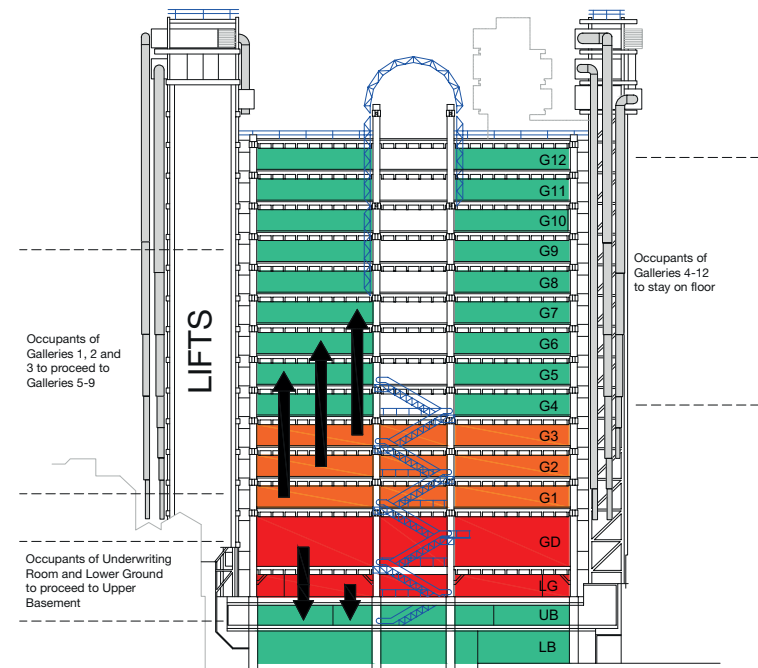 G12
G11
G10
G9
G8
G7
G6
G5
G4
G3
G2
G1
GD
LG
UB
LB
LIFTS
Occupants of
Galleries 1, 2 and
3 to proceed to
Galleries 5-9
Occupants of Underwriting
Room and Lower Ground
to proceed to Upper
Basement
Occupants of
Galleries 4-12
to stay on floor